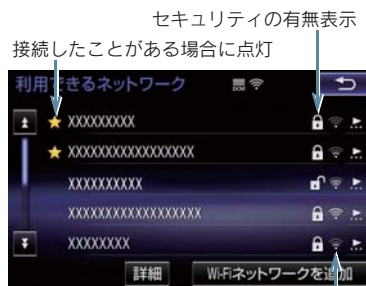 セキュリティの有無表示
接続したことがある場合に点灯
利用できるネットワーク
DCM
XXXXXXXXX
XXXXXXXXXXXXXXXXX
XXXXXXXXXX
XXXXXXXXXXXXXXXXXX
XXXXXXXX
詳細
Wi-Fiネットワークを追加